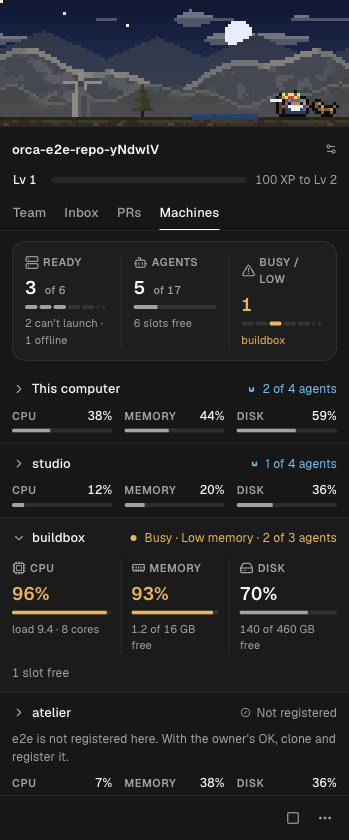 orca-e2e-repo-yNdwlV
Lv 1 100 XP to Lv 2
Team Inbox PRs Machines
READY AGENTS BUSY / LOW
3 of 6 5 of 17 1
2 can't launch · 1 offline 6 slots free buildbox
This computer 2 of 4 agents
CPU 38% MEMORY 44% DISK 59%
studio 1 of 4 agents
CPU 12% MEMORY 20% DISK 36%
buildbox Busy · Low memory · 2 of 3 agents
CPU MEMORY DISK
96% 93% 70%
load 9.4 · 8 cores 1.2 of 16 GB free 140 of 460 GB free
1 slot free
atelier Not registered
e2e is not registered here. With the owner's OK, clone and
register it.
CPU 7% MEMORY 38% DISK 36%